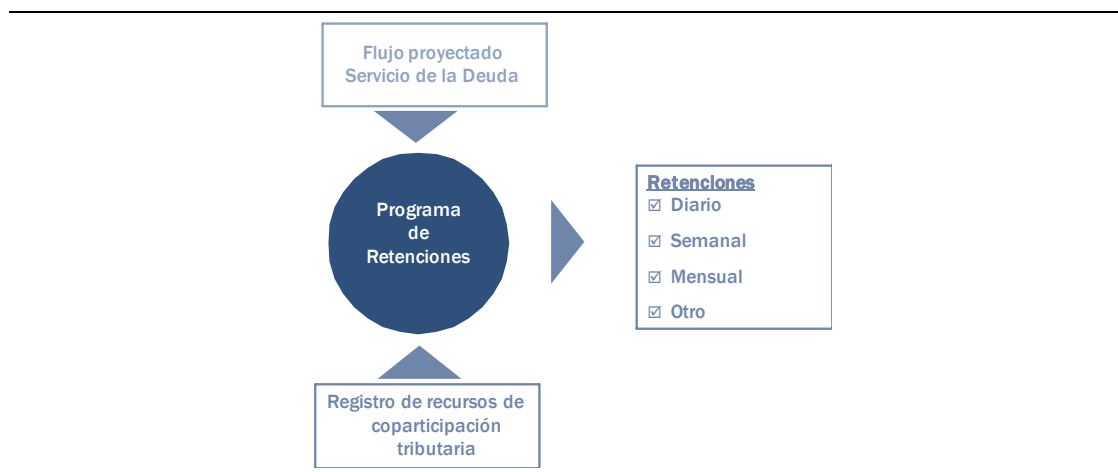 Flujo proyectado
Servicio de la Deuda
Programa
de
Retenciones
Retenciones
☑ Diario
☑ Semanal
☑ Mensual
☑ Otro
Registro de recursos de
coparticipación
tributaria